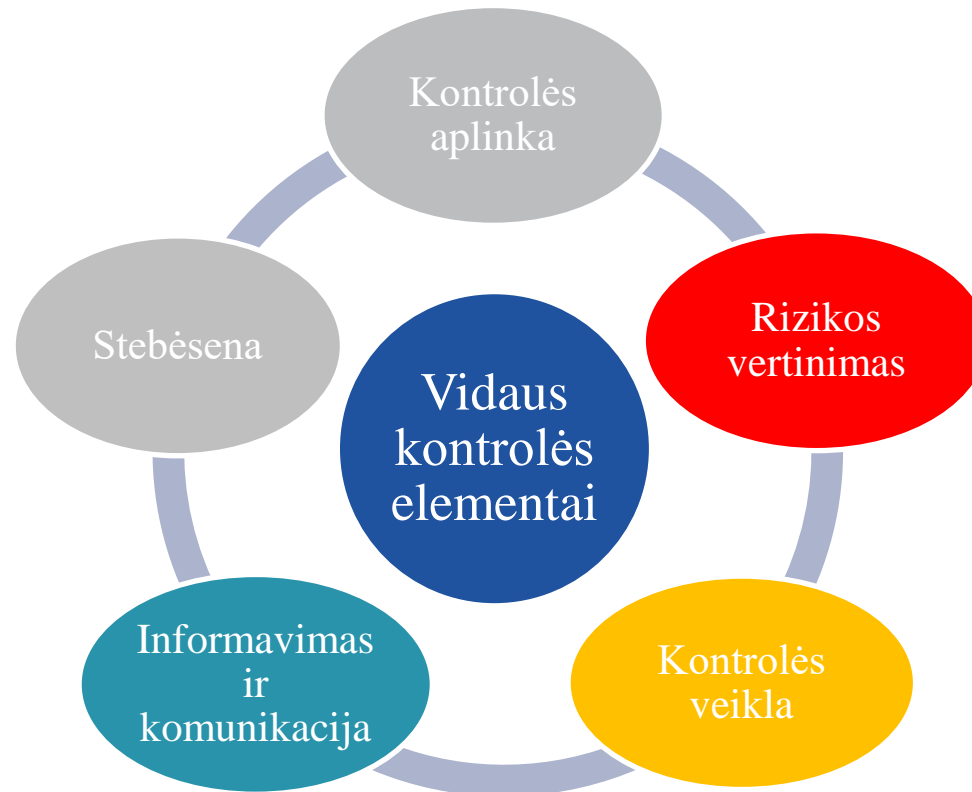 Kontrolės
aplinka
Rizikos
vertinimas
Stebėsena
Vidaus
kontrolės
elementai
Informavimas
ir
komunikacija
Kontrolės
veikla